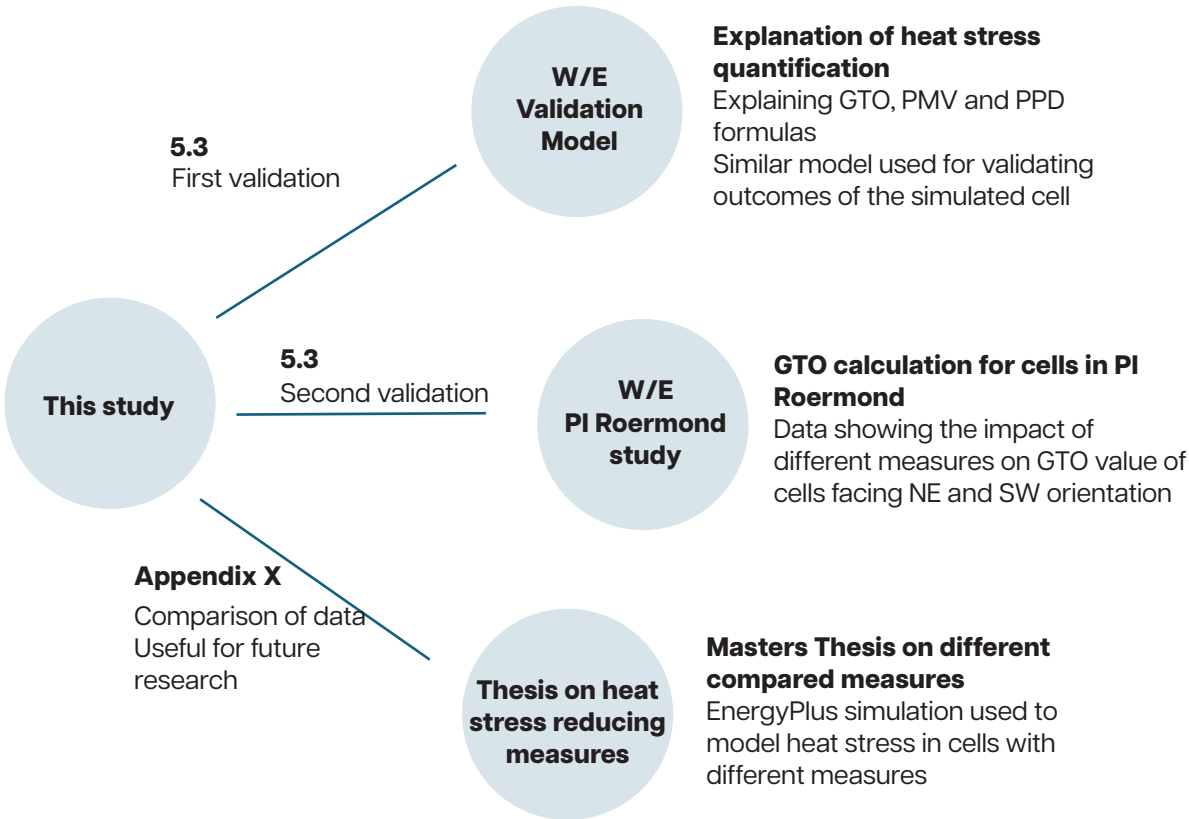 W/E
Validation
Model
Explanation of heat stress
quantification
Explaining GTO, PMV and PPD
formulas
Similar model used for validating
outcomes of the simulated cell
5.3
First validation
This study
5.3
Second validation
W/E
PI Roermond
study
GTO calculation for cells in PI
Roermond
Data showing the impact of
different measures on GTO value of
cells facing NE and SW orientation
Appendix X
Comparison of data
Useful for future
research
Thesis on heat
stress reducing
measures
Masters Thesis on different
compared measures
EnergyPlus simulation used to
model heat stress in cells with
different measures